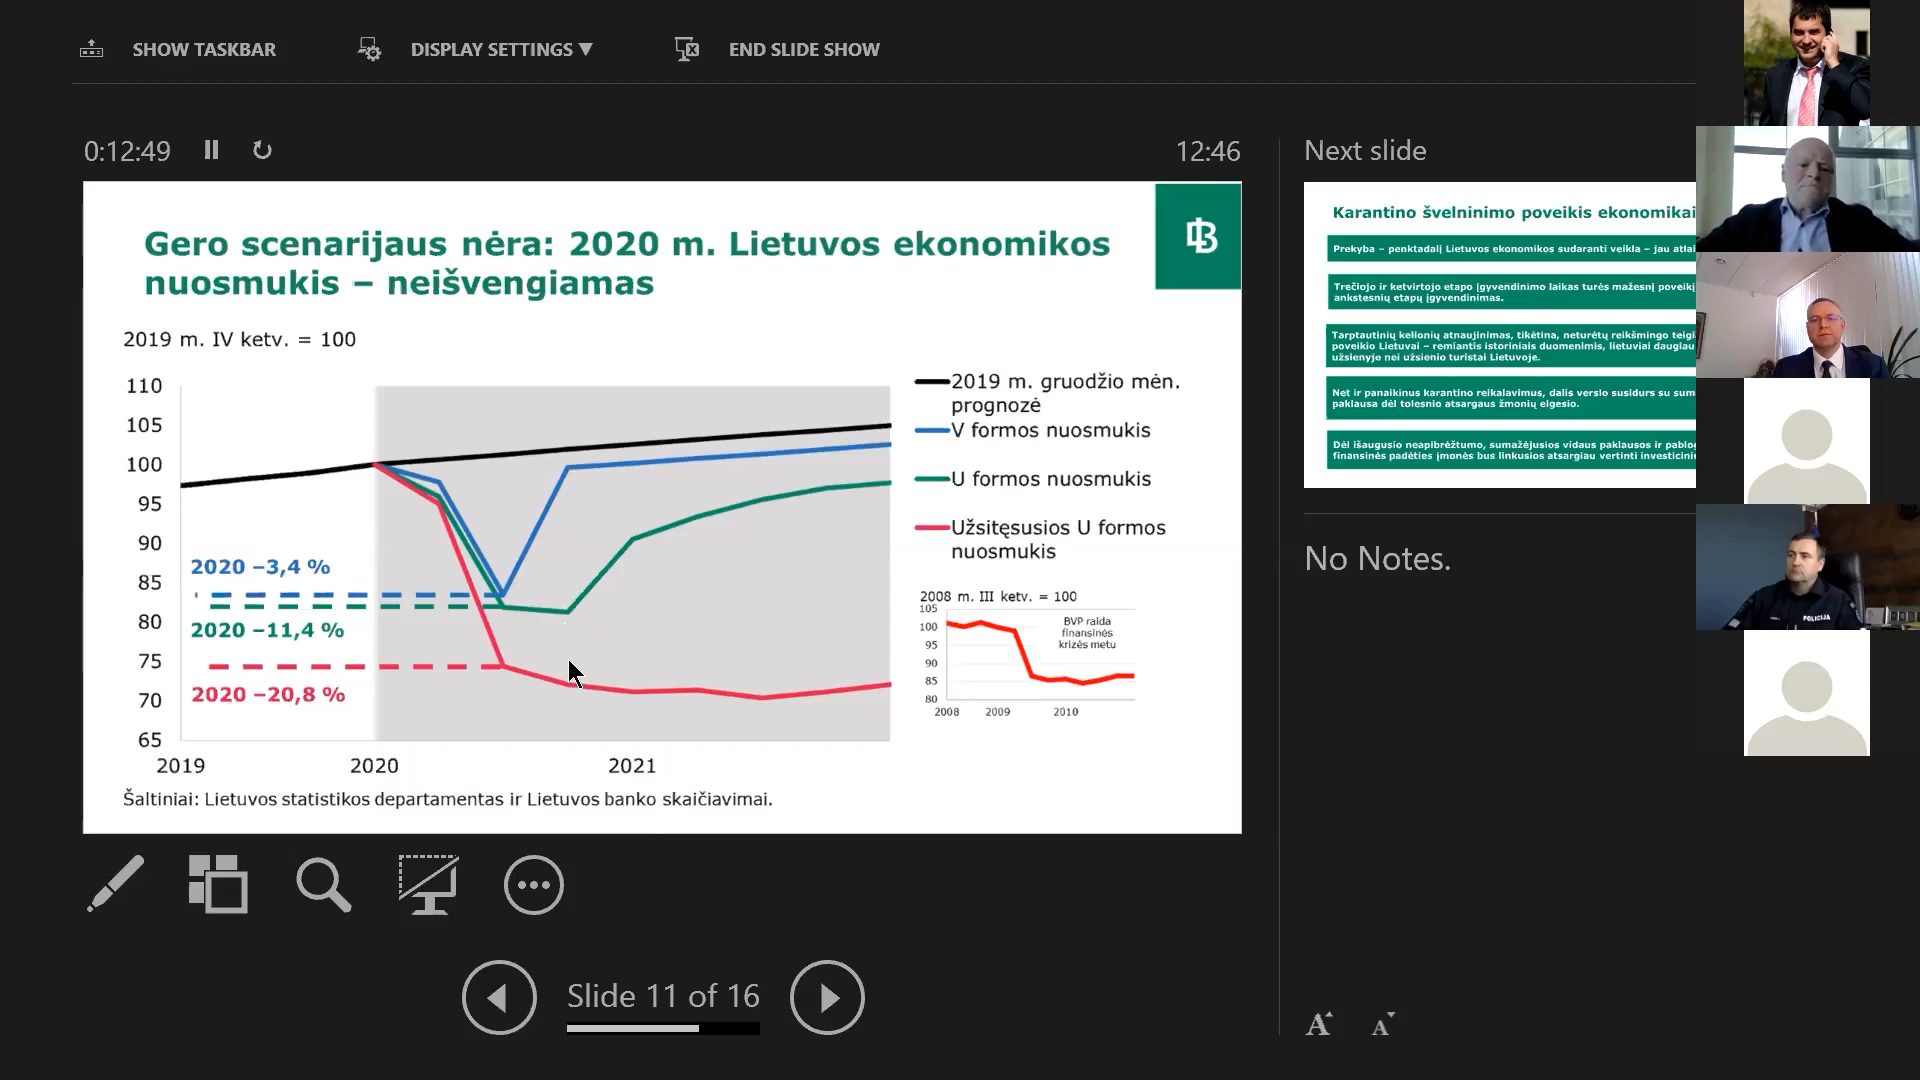 SHOW TASKBAR
DISPLAY SETTINGS ▼
END SLIDE SHOW
0:12:49
12:46
Gero scenarijaus nėra: 2020 m. Lietuvos ekonomikos
nuosmukis – neišvengiamas
2019 m. IV ketv. = 100
110
105
100
95
90
85
80
75
70
65
2019
2020
2021
2020 –3,4 %
2020 –11,4 %
2020 –20,8 %
2019 m. gruodžio mėn.
prognozė
V formos nuosmukis
U formos nuosmukis
Užsitęsusios U formos
nuosmukis
2008 m. III ketv. = 100
105
100
95
90
85
80
2008
2009
2010
BVP raida
finansinės
krizės metu
Šaltiniai: Lietuvos statistikos departamentas ir Lietuvos banko skaičiavimai.
Slide 11 of 16
Next slide
Karantino švelninimo poveikis ekonomikai
Prekyba – penktadalį Lietuvos ekonomikos sudaranti veikla – jau atlai
Trečiojo ir ketvirtojo etapo įgyvendinimo laikas turės mažesnį poveikį
ankstesnių etapų įgyvendinimas.
Tarptautinių kelionių atnaujinimas, tikėtina, neturėtų reikšmingo teigi
poveikio Lietuvai – remiantis istoriniais duomenimis, lietuviai daugiau
užsienyje nei užsienio turistai Lietuvoje.
Net ir panaikinus karantino reikalavimus, dalis verslo susidurs su sum
paklausa dėl tolesnio atsargaus žmonių elgesio.
Dėl išaugusio neapibrėžtumo, sumažėjusios vidaus paklausos ir pablog
finansinės padėties įmonės bus linkusios atsargiau vertinti investicini
No Notes.
A
A
POLICIJA